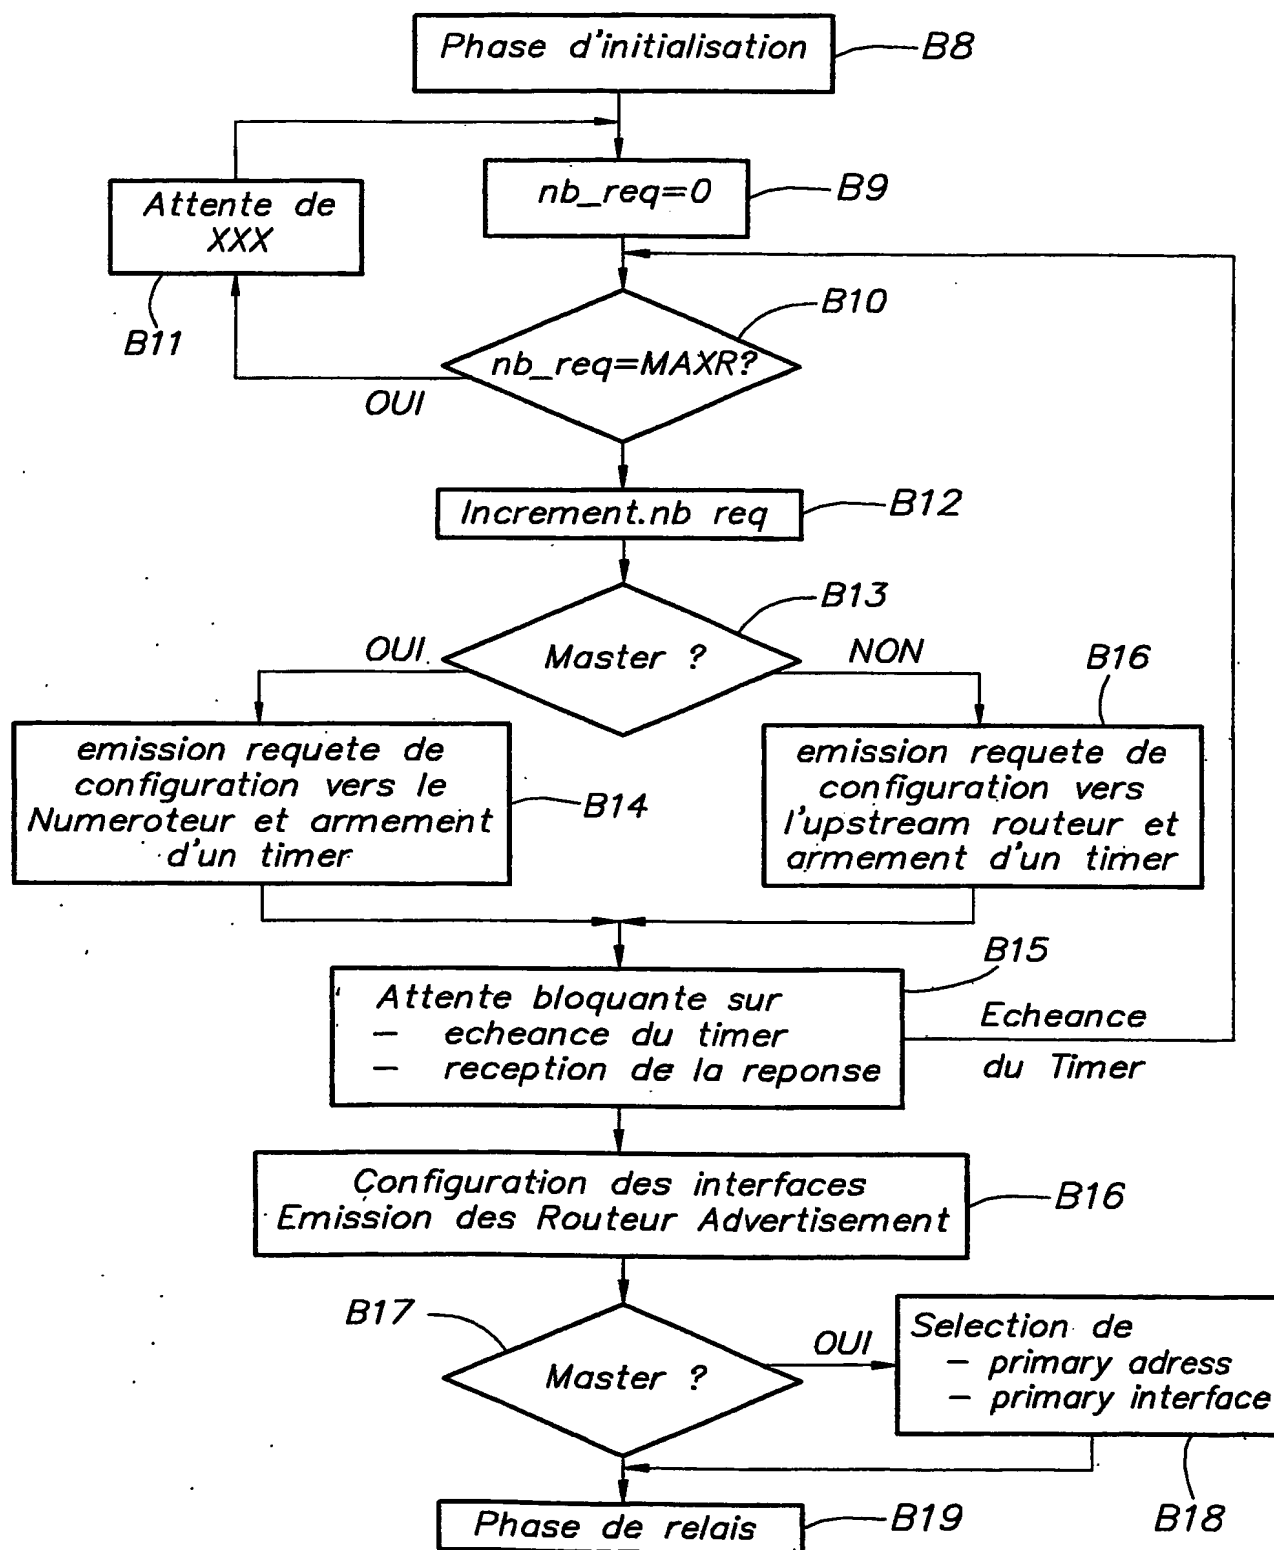 Phase d'initialisation
B8
nb_req=0
B9
Attente de
XXX
B11
B10
nb_req=MAXR?
OUI
Increment.nb req
B12
B13
Master ?
OUI
NON
B16
emission requete de
configuration vers le
Numeroteur et armement
d'un timer
B14
emission requete de
configuration vers
l'upstream routeur et
armement d'un timer
B15
Attente bloquante sur
- echeance du timer
- reception de la reponse
Echeance
du Timer
Configuration des interfaces
Emission des Routeur Advertisement
B16
B17
Master ?
OUI
Selection de
- primary adress
- primary interface
B18
Phase de relais
B19